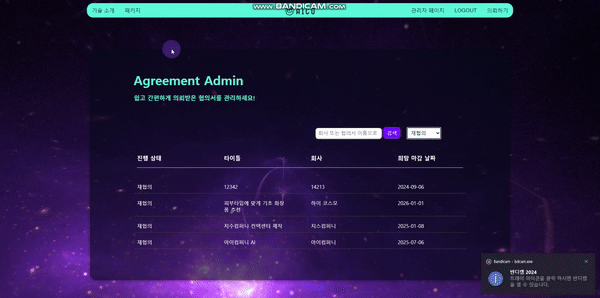 www.BANDICAM.com
기술 소개 패키지 AICO 관리자 페이지 LOGOUT 의뢰하기
Agreement Admin
쉽고 간편하게 의뢰받은 협의서를 관리하세요!
회사 또는 협의서 이름으로 검색 재협의
진행 상태 타이틀 회사 희망 마감 날짜
재협의 12342 14213 2024-09-06
재협의 피부타입에 맞게 기초 화장 하이 코스모 2026-01-01
품 추천
재협의 지수컴퍼니 컨택센터 제작 지스컴퍼니 2025-01-08
재협의 아이컴퍼니 AI 아이컴퍼니 2025-07-06
bandicam - bdcam.exe
반디캠 2024
트레이 아이콘을 클릭 하시면 반디캠
을 열 수 있습니다.